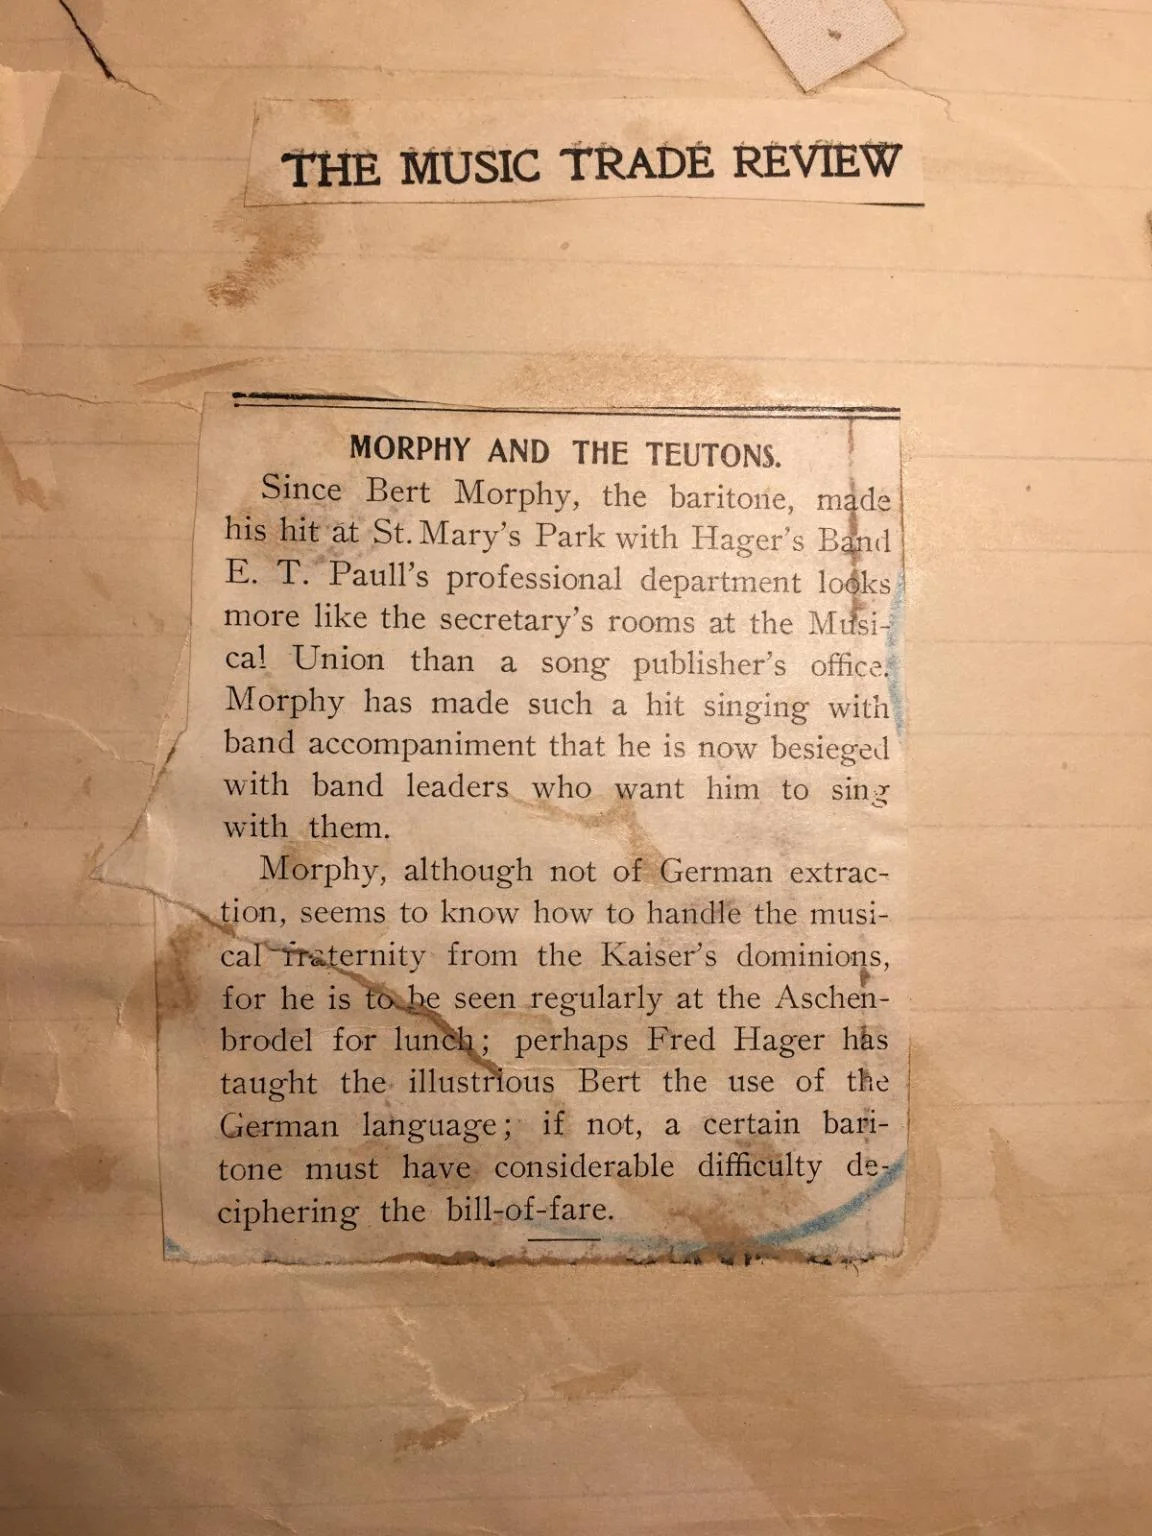 THE MUSIC TRADE REVIEW
MORPHY AND THE TEUTONS.
Since Bert Morphy, the baritone, made
his hit at St. Mary's Park with Hager's Band
E. T. Paull's professional department looks
more like the secretary's rooms at the Musi-
cal Union than a song publisher's office.
Morphy has made such a hit singing with
band accompaniment that he is now besieged
with band leaders who want him to sing
with them.
Morphy, although not of German extrac-
tion, seems to know how to handle the musi-
cal fraternity from the Kaiser's dominions,
for he is to be seen regularly at the Aschen-
brodel for lunch; perhaps Fred Hager has
taught the illustrious Bert the use of the
German language; if not, a certain bari-
tone must have considerable difficulty de-
ciphering the bill-of-fare.